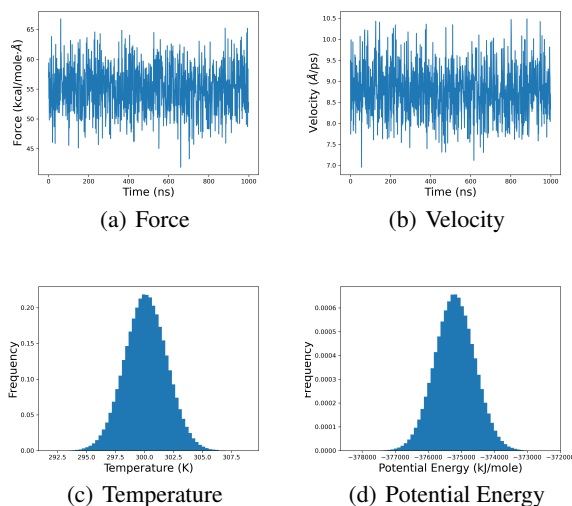 65
60
55
50
45
Force (kcal/mole·Å)
0 200 400 600 800 1000
Time (ns)
(a) Force
10.5
10.0
9.5
9.0
8.5
8.0
7.5
7.0
Velocity (Å/ps)
0 200 400 600 800 1000
Time (ns)
(b) Velocity
0.20
0.15
0.10
0.05
0.00
Frequency
292.5 295.0 297.5 300.0 302.5 305.0 307.5
Temperature (K)
(c) Temperature
0.0006
0.0005
0.0004
0.0003
0.0002
0.0001
0.0000
Frequency
−378000 −377000 −376000 −375000 −374000 −373000
Potential Energy (kJ/mole)
(d) Potential Energy